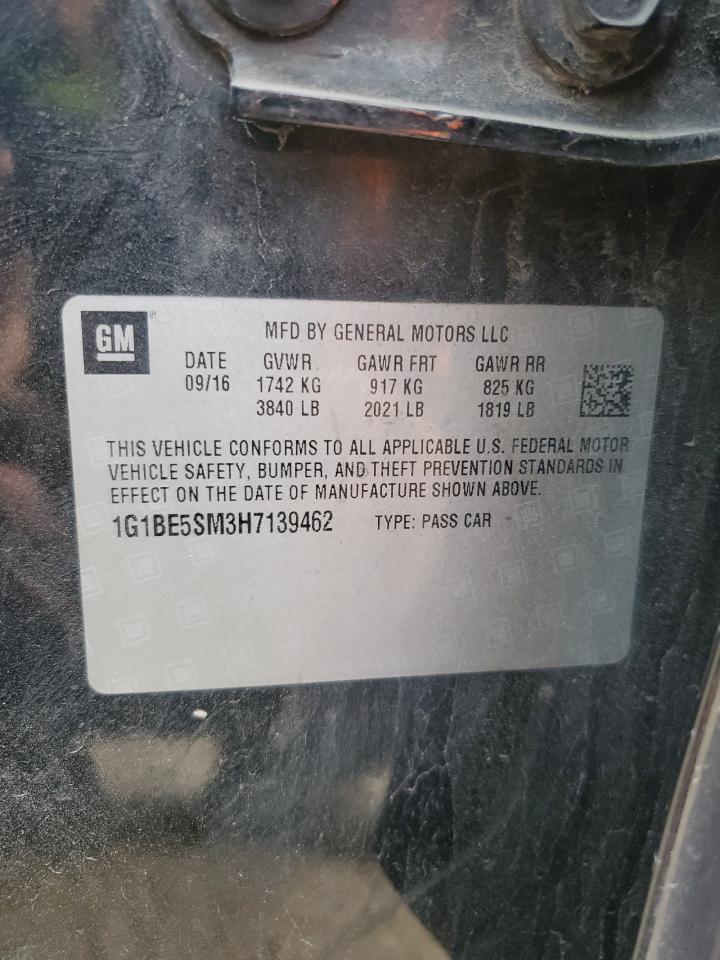 GM
MFD BY GENERAL MOTORS LLC
DATE GVWR GAWR FRT GAWR RR
09/16 1742 KG 917 KG 825 KG
3840 LB 2021 LB 1819 LB
THIS VEHICLE CONFORMS TO ALL APPLICABLE U.S. FEDERAL MOTOR
VEHICLE SAFETY, BUMPER, AND THEFT PREVENTION STANDARDS IN
EFFECT ON THE DATE OF MANUFACTURE SHOWN ABOVE.
1G1BE5SM3H7139462 TYPE: PASS CAR